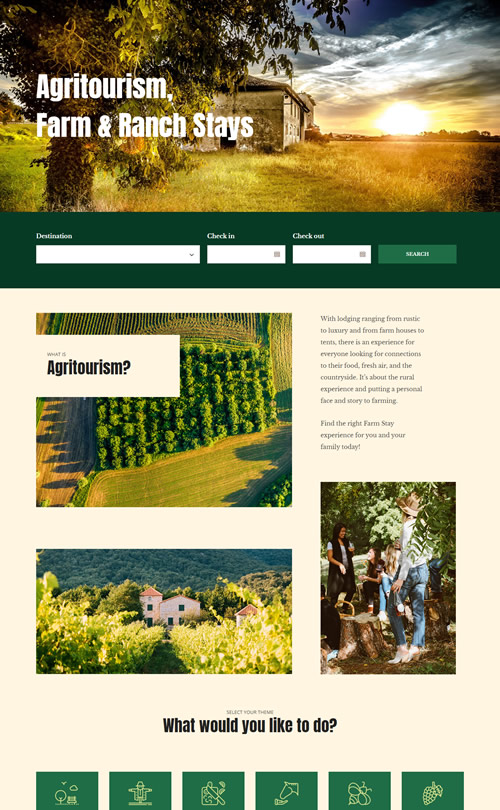 Agritourism,
Farm & Ranch Stays
Destination
Check in
Check out
SEARCH
WHAT IS
Agritourism?
With lodging ranging from rustic
to luxury and from farm houses to
tents, there is an experience for
everyone looking for connections
to their food, fresh air, and the
countryside. It's about the rural
experience and putting a personal
face and story to farming.
Find the right Farm Stay
experience for you and your
family today!
SELECT YOUR THEME
What would you like to do?